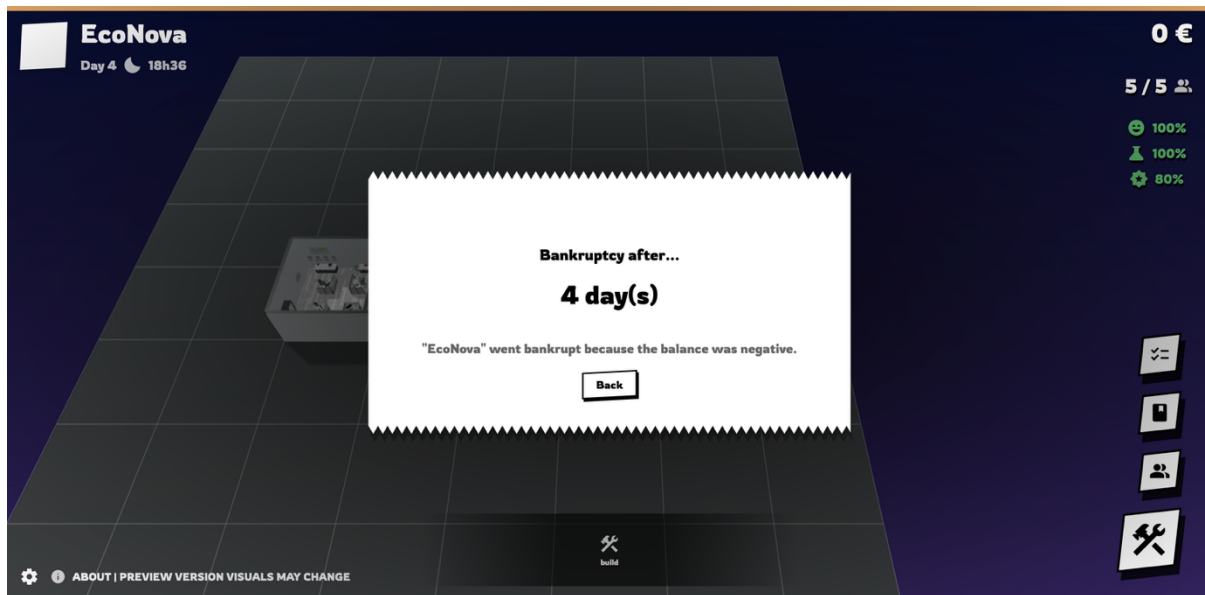 EcoNova
Day 4 18h36
0 €
5 / 5
100%
100%
80%
Bankruptcy after...
4 day(s)
"EcoNova" went bankrupt because the balance was negative.
Back
build
ABOUT | PREVIEW VERSION VISUALS MAY CHANGE